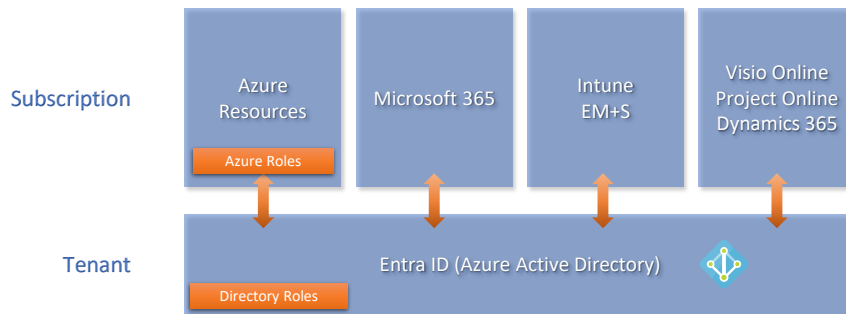 Subscription
Azure
Resources
Azure Roles
Microsoft 365
Intune
EM+S
Visio Online
Project Online
Dynamics 365
Tenant
Entra ID (Azure Active Directory)
Directory Roles